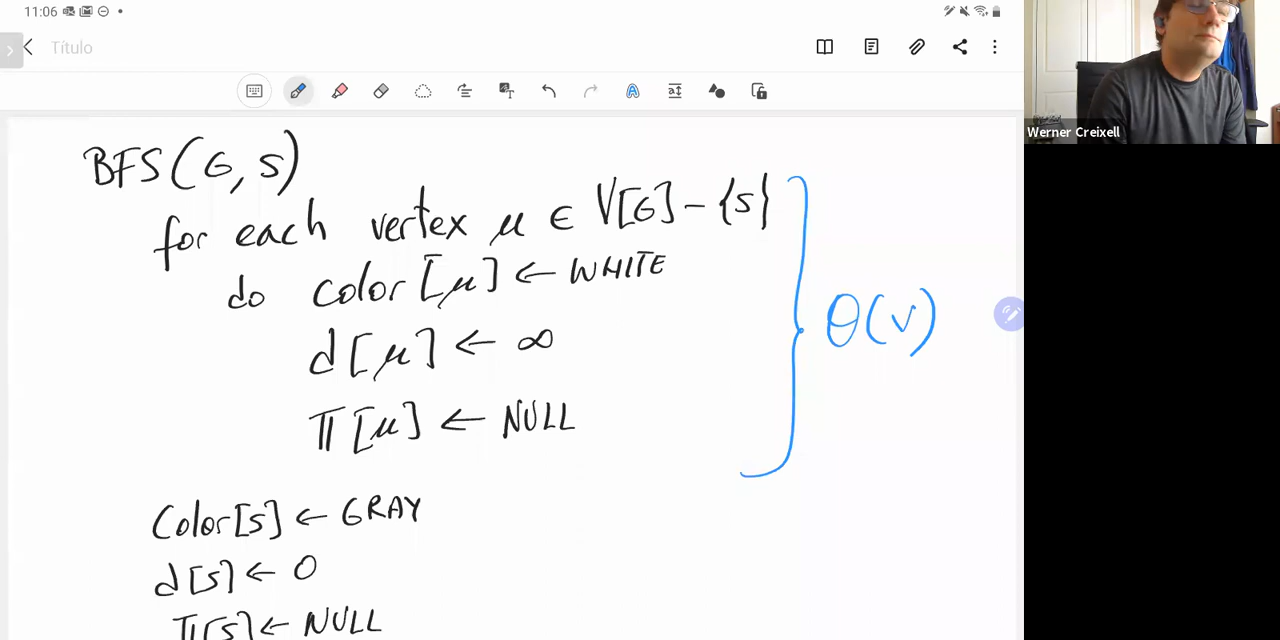 11:06
Título
BFS(G, S)
for each vertex μ ∈ V[G] - {S}
do color[μ] ← WHITE
d[μ] ← ∞
π[μ] ← NULL
θ(V)
Color[S] ← GRAY
d[S] ← 0
π[S] ← NULL
Werner Creixell